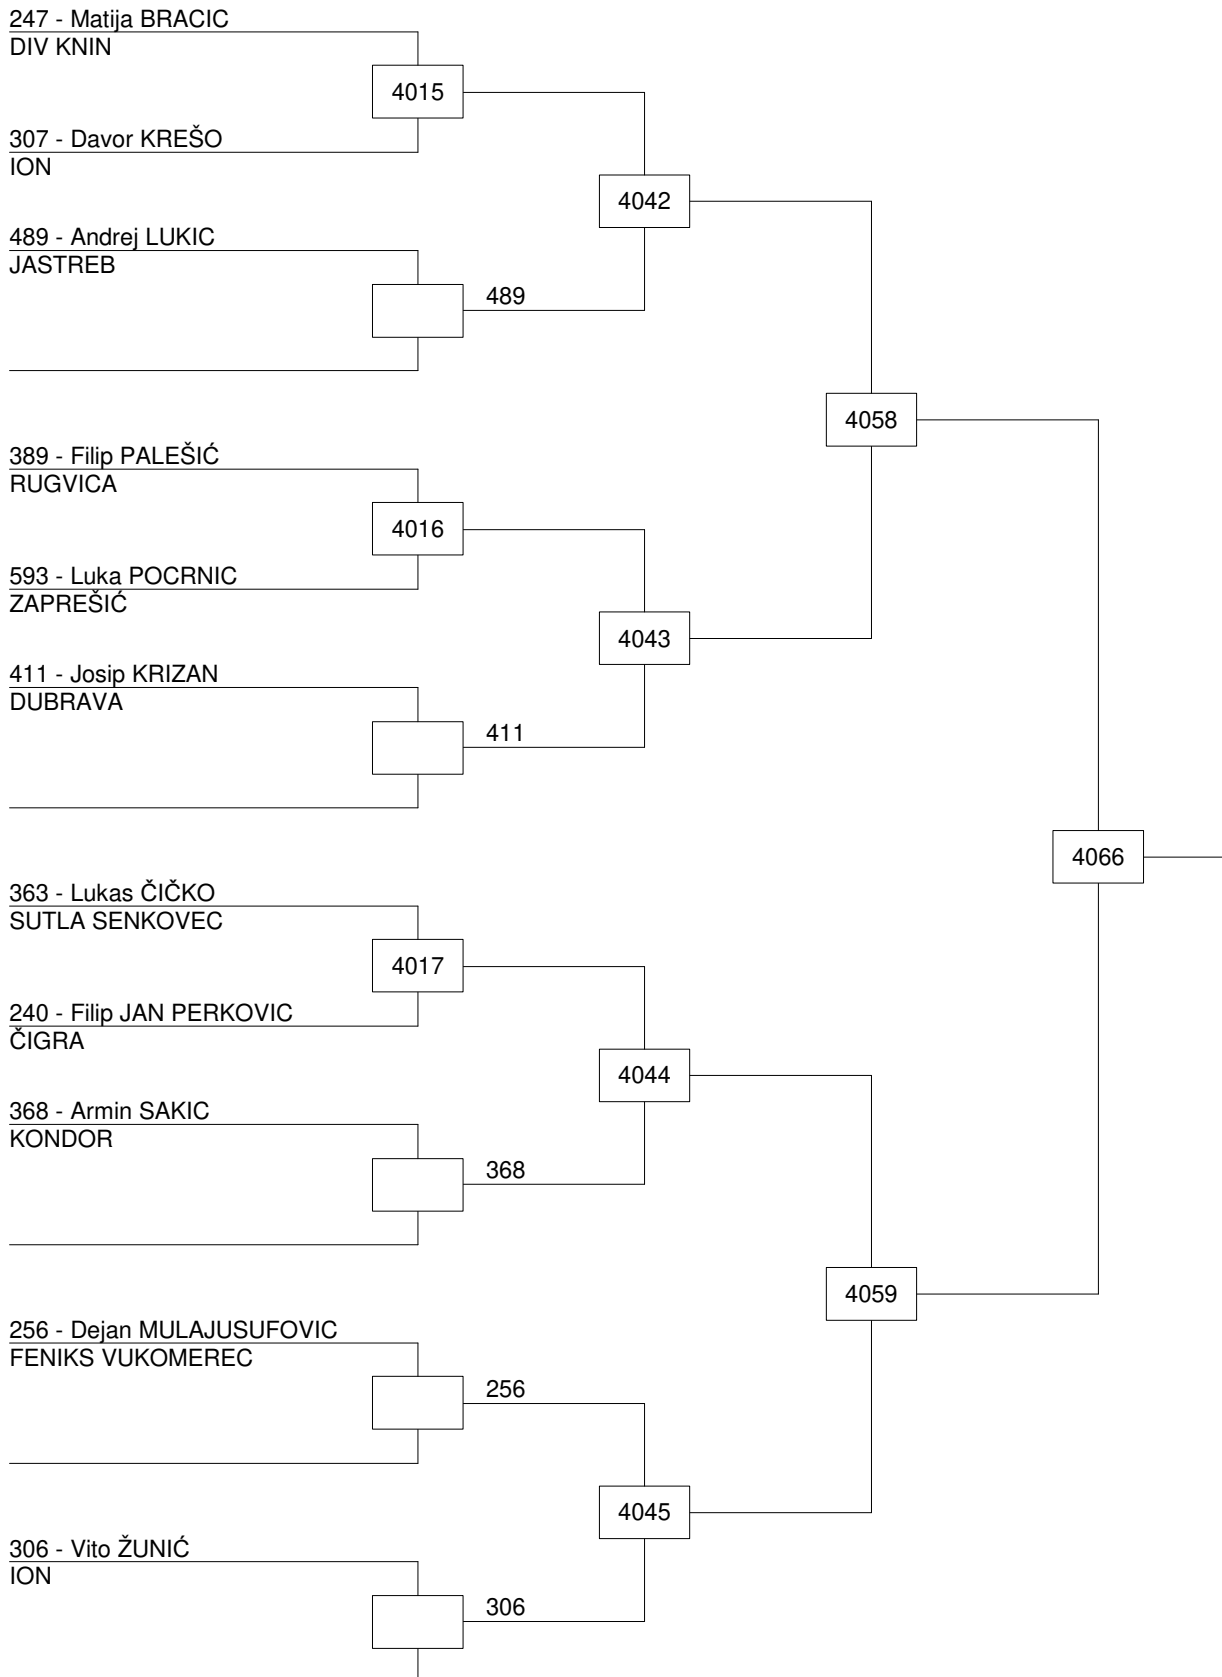 247 - Matija BRACIC
DIV KNIN
4015
307 - Davor KREŠO
ION
4042
489 - Andrej LUKIC
JASTREB
489
4058
389 - Filip PALEŠIĆ
RUGVICA
4016
593 - Luka POCRNIC
ZAPREŠIĆ
4043
411 - Josip KRIZAN
DUBRAVA
411
4066
363 - Lukas ČIČKO
SUTLA SENKOVEC
4017
240 - Filip JAN PERKOVIC
ČIGRA
4044
368 - Armin SAKIC
KONDOR
368
4059
256 - Dejan MULAJUSUFOVIC
FENIKS VUKOMEREC
256
4045
306 - Vito ŽUNIĆ
ION
306